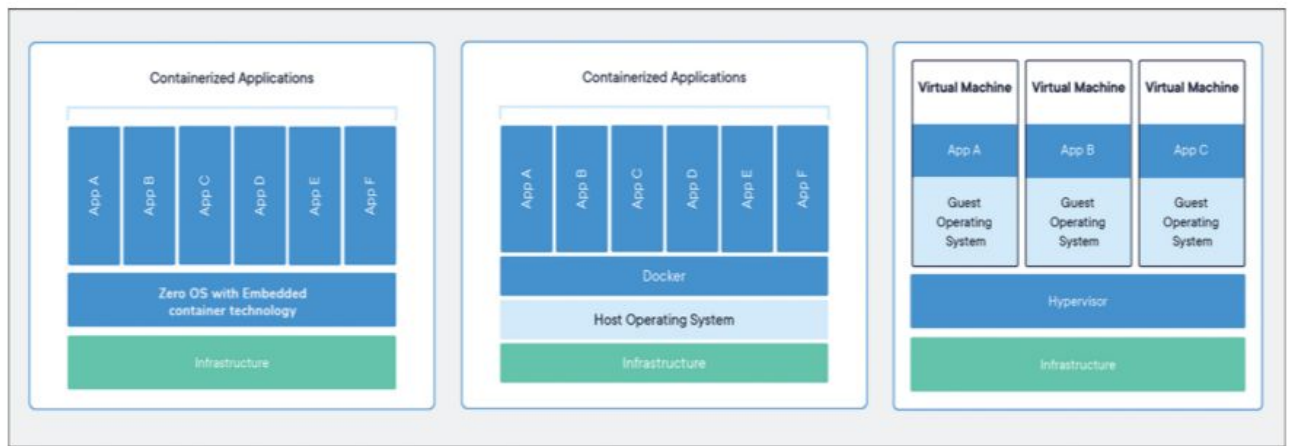 Containerized Applications
App A
App B
App C
App D
App E
App F
Zero OS with Embedded
container technology
Infrastructure
Containerized Applications
App A
App B
App C
App D
App E
App F
Docker
Host Operating System
Infrastructure
Virtual Machine
App A
Guest
Operating
System
Virtual Machine
App B
Guest
Operating
System
Virtual Machine
App C
Guest
Operating
System
Hypervisor
Infrastructure